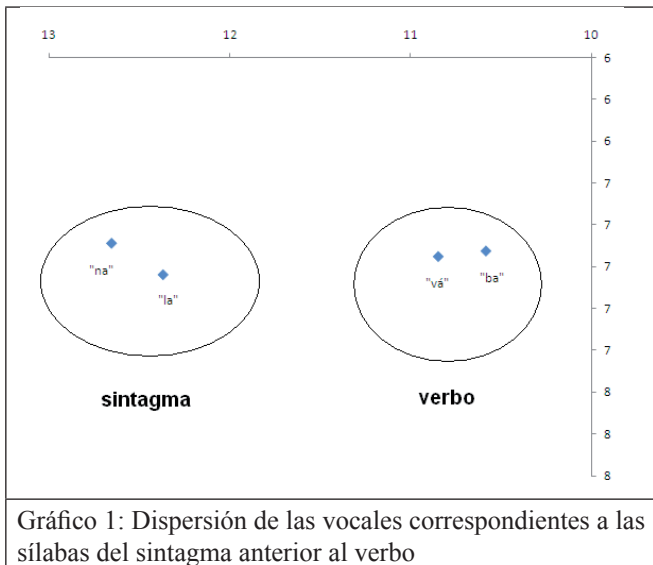 13 12 11 10
6
6
6
7
7
"na" "vá" "ba" 7
"la"
7
7
sintagma verbo 8
8
8
Gráfico 1: Dispersión de las vocales correspondientes a las
sílabas del sintagma anterior al verbo